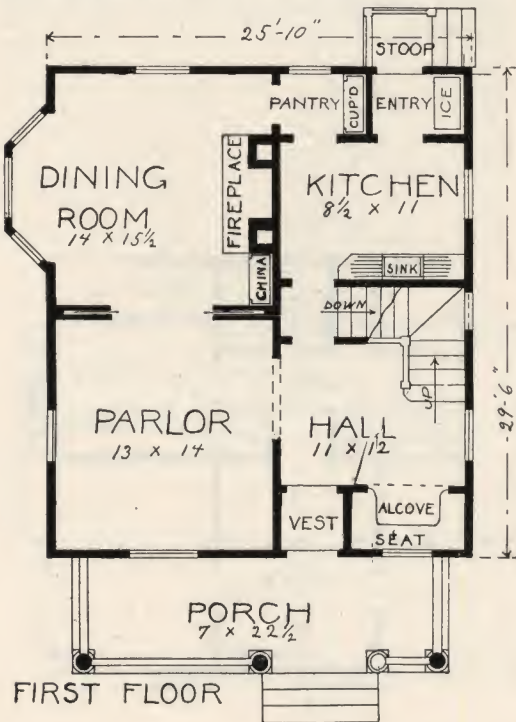 25'-10"
STOOP
PANTRY
CUP'D
ENTRY
ICE
DINING
ROOM
14 x 15½
FIREPLACE
KITCHEN
8½ x 11
CHINA
SINK
DOWN
UP
29'-6"
PARLOR
13 x 14
HALL
11 x 12
VEST
ALCOVE
SEAT
PORCH
7 x 22½
FIRST FLOOR